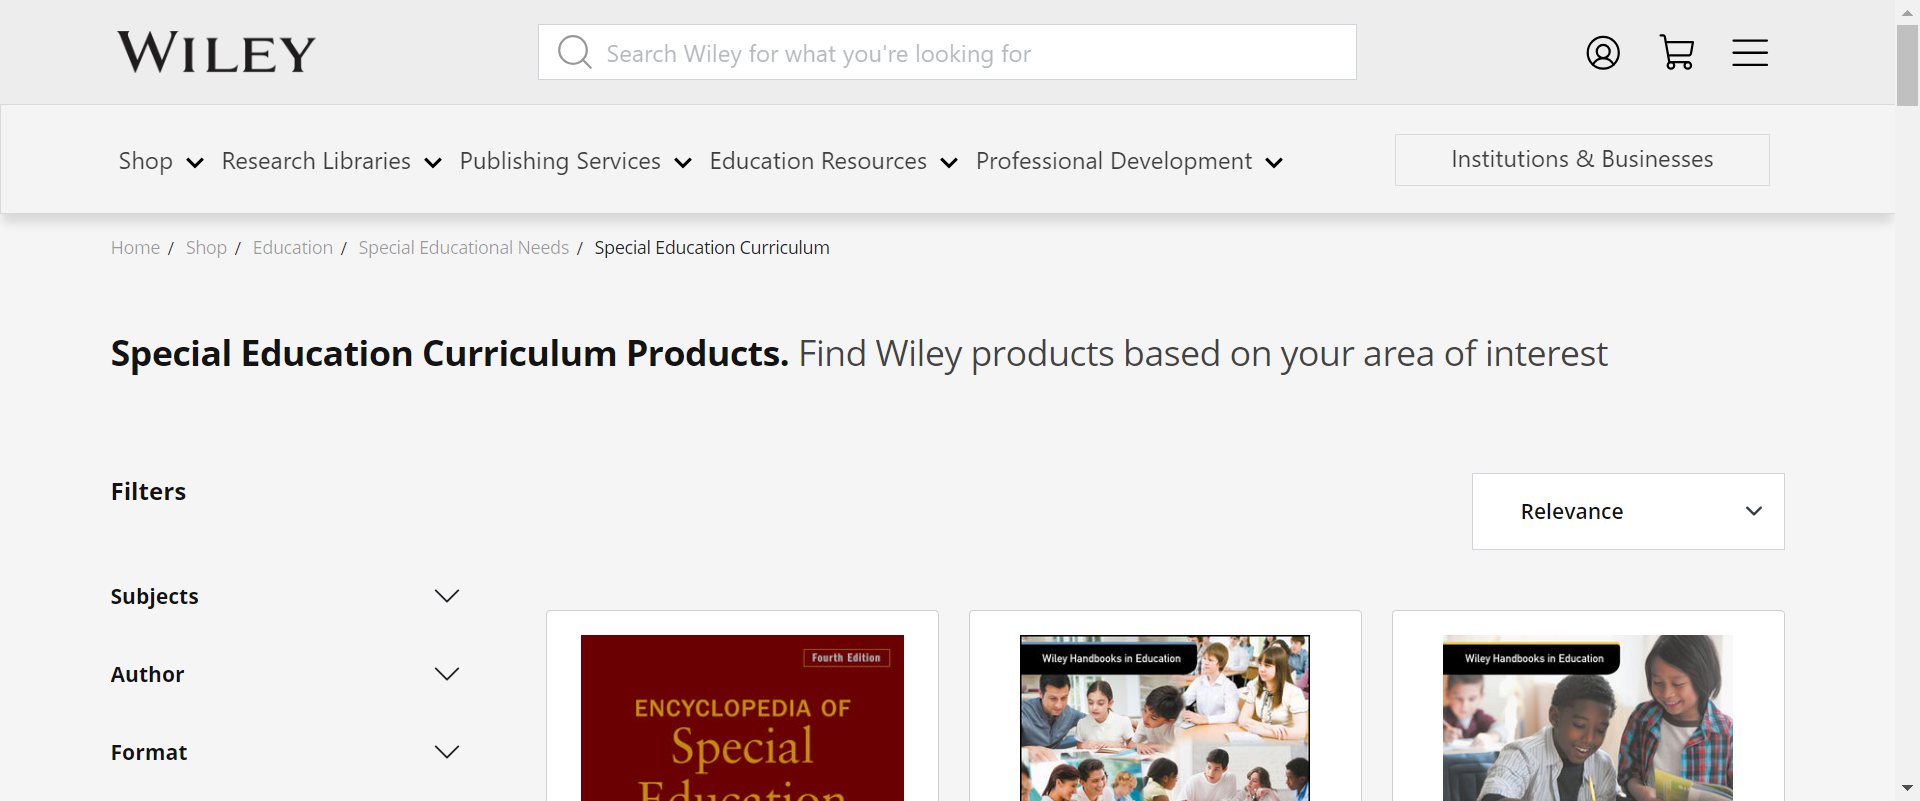 WILEY
Search Wiley for what you're looking for
Shop Research Libraries Publishing Services Education Resources Professional Development Institutions & Businesses
Home / Shop / Education / Special Educational Needs / Special Education Curriculum
Special Education Curriculum Products. Find Wiley products based on your area of interest
Filters
Relevance
Subjects
Author
Format
Fourth Edition
ENCYCLOPEDIA OF
Special
Education
Wiley Handbooks in Education
Wiley Handbooks in Education